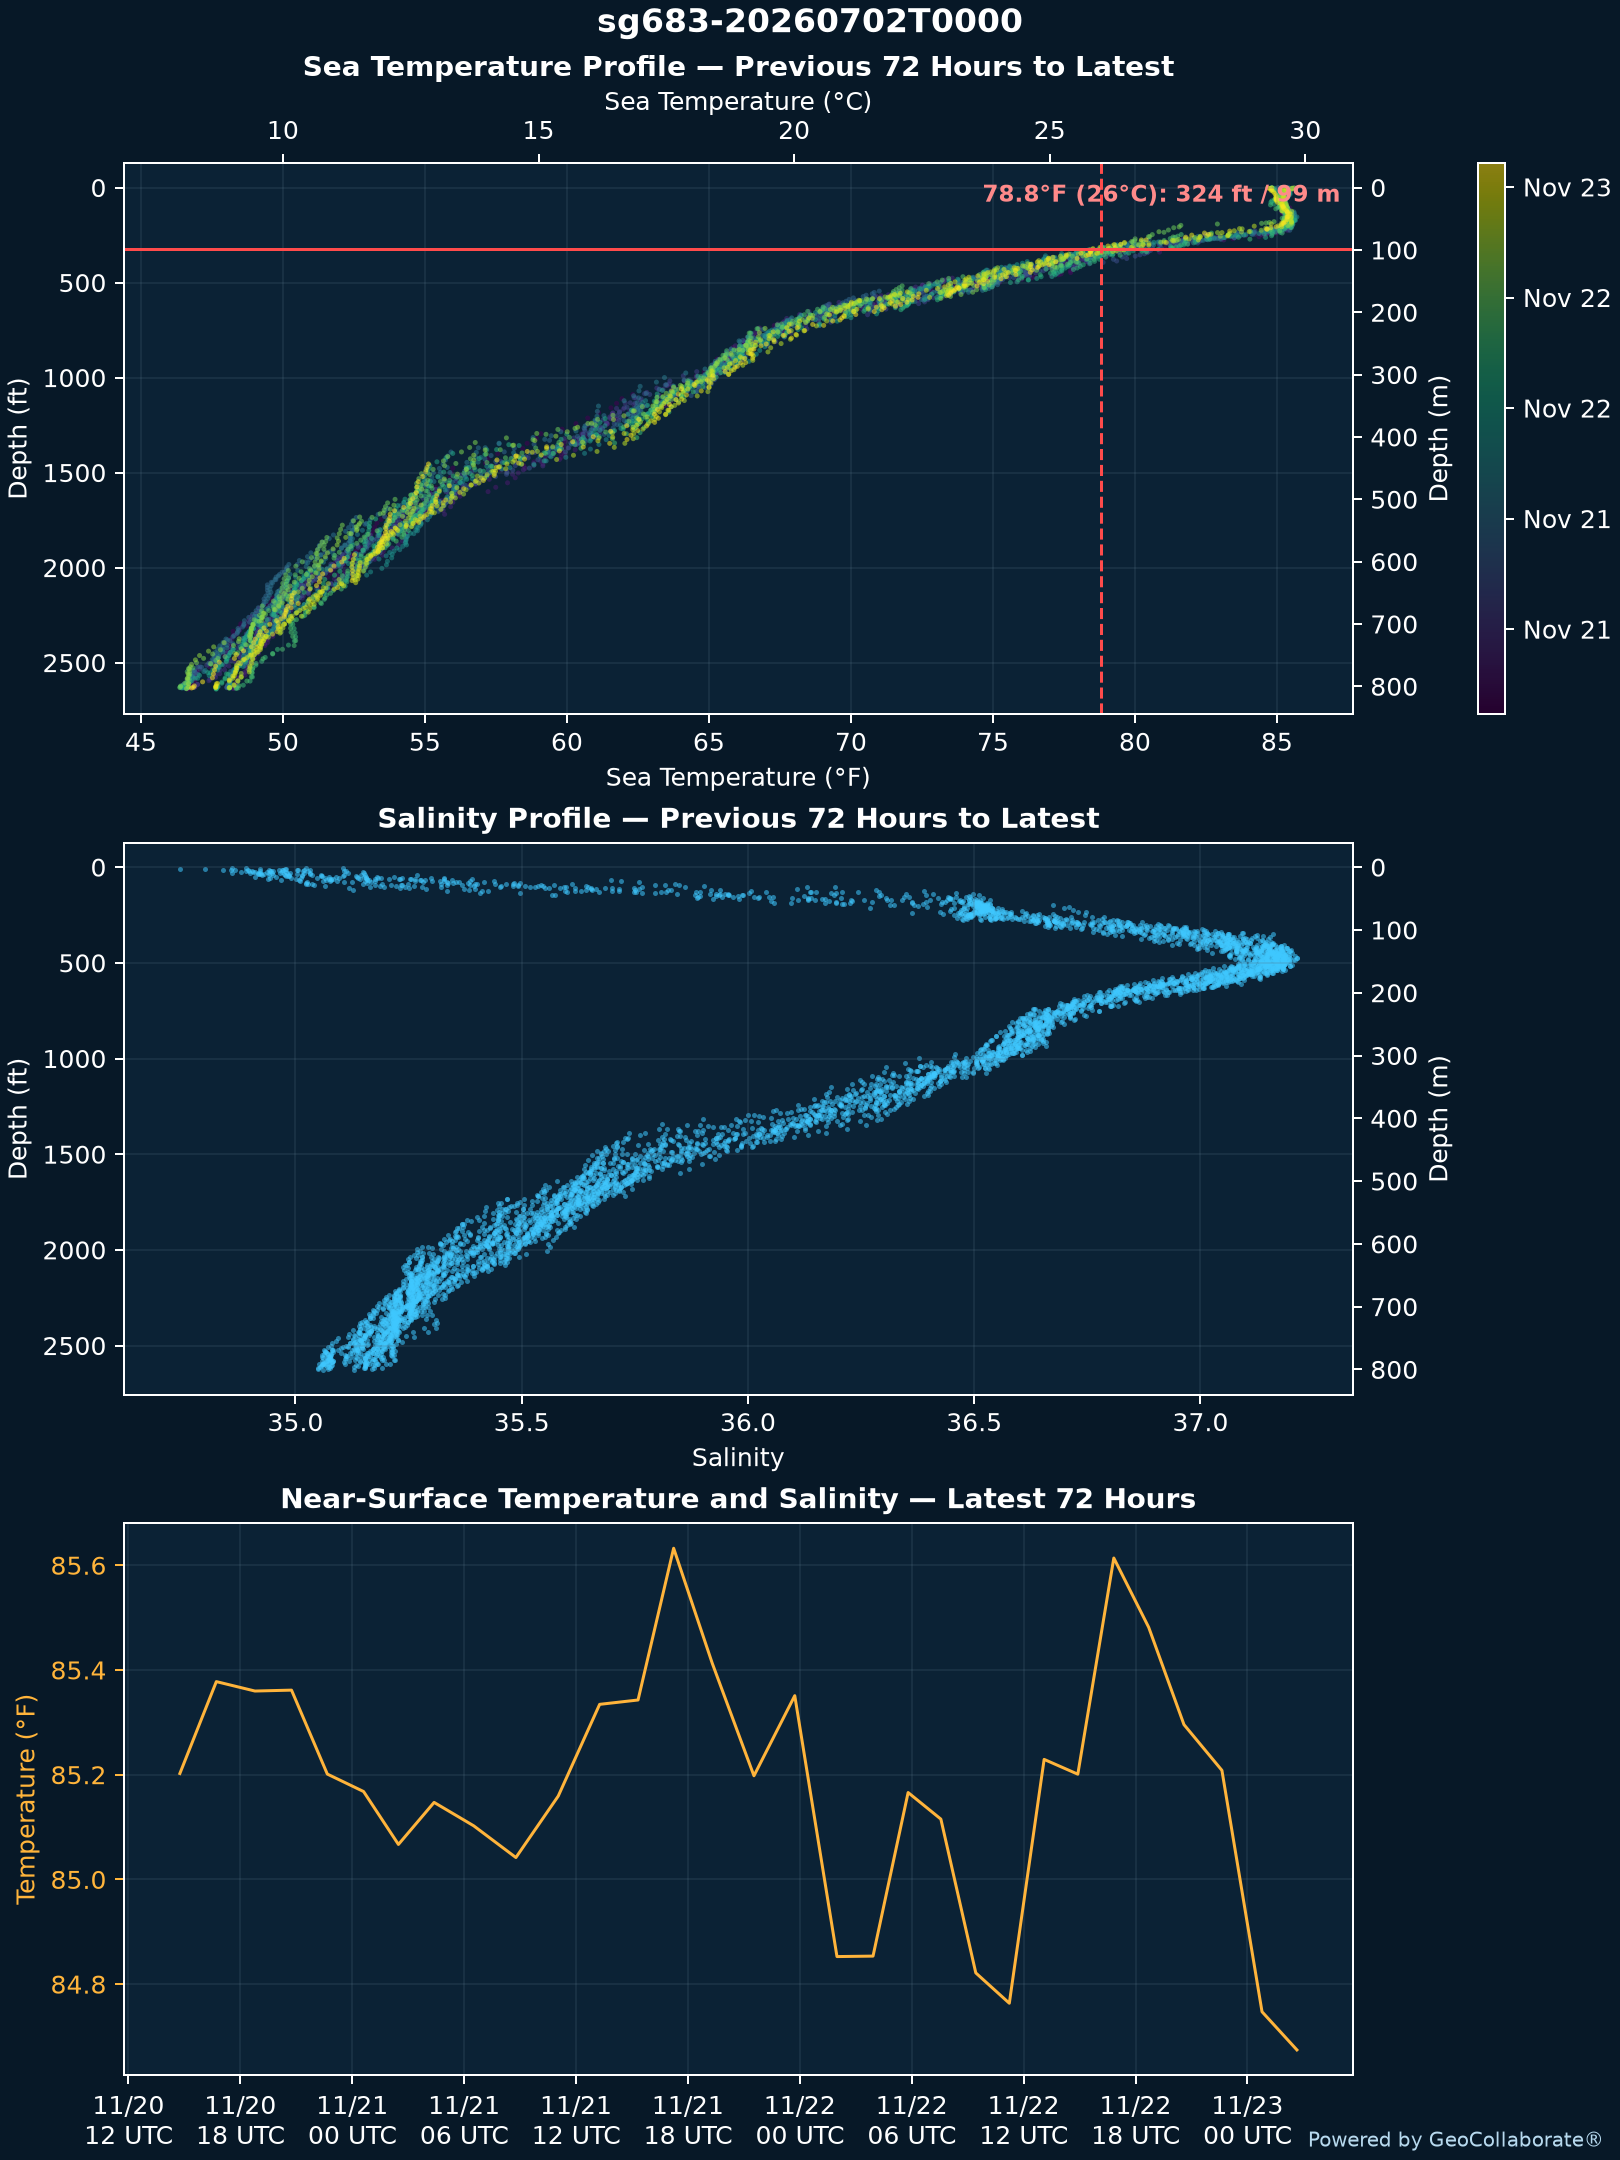 sg683-20260702T0000
Sea Temperature Profile — Previous 72 Hours to Latest
Sea Temperature (°C)
10 15 20 25 30
78.8°F (26°C): 324 ft / 99 m
Depth (ft)
0
500
1000
1500
2000
2500
Depth (m)
0
100
200
300
400
500
600
700
800
Nov 23
Nov 22
Nov 22
Nov 21
Nov 21
45 50 55 60 65 70 75 80 85
Sea Temperature (°F)
Salinity Profile — Previous 72 Hours to Latest
Depth (ft)
0
500
1000
1500
2000
2500
Depth (m)
0
100
200
300
400
500
600
700
800
35.0 35.5 36.0 36.5 37.0
Salinity
Near-Surface Temperature and Salinity — Latest 72 Hours
Temperature (°F)
85.6
85.4
85.2
85.0
84.8
11/20 11/20 11/21 11/21 11/21 11/21 11/22 11/22 11/22 11/22 11/23
12 UTC 18 UTC 00 UTC 06 UTC 12 UTC 18 UTC 00 UTC 06 UTC 12 UTC 18 UTC 00 UTC
Powered by GeoCollaborate®